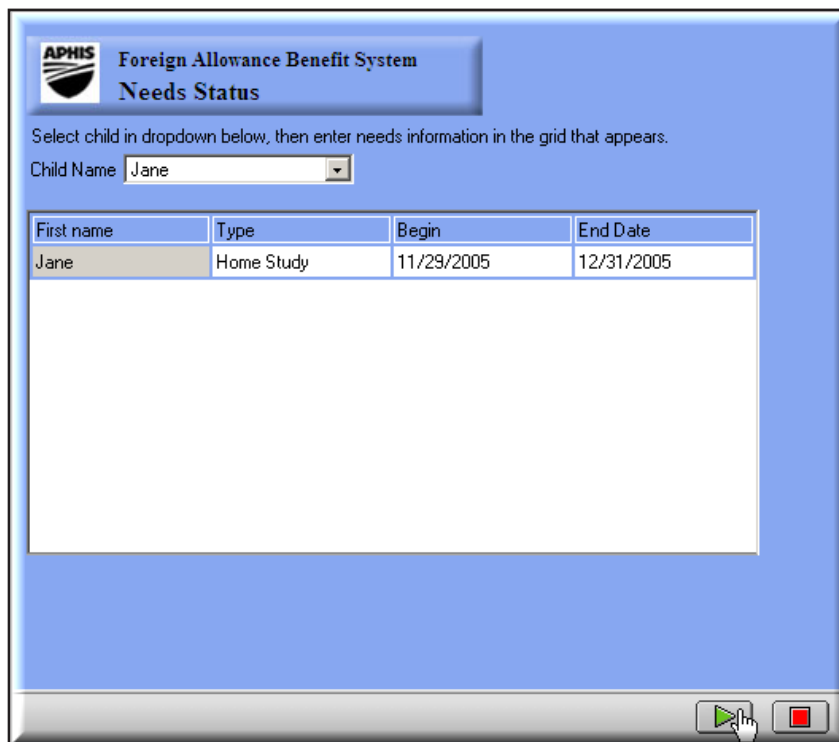 APHIS
Foreign Allowance Benefit System
Needs Status
Select child in dropdown below, then enter needs information in the grid that appears.
Child Name Jane
First name Type Begin End Date
Jane Home Study 11/29/2005 12/31/2005